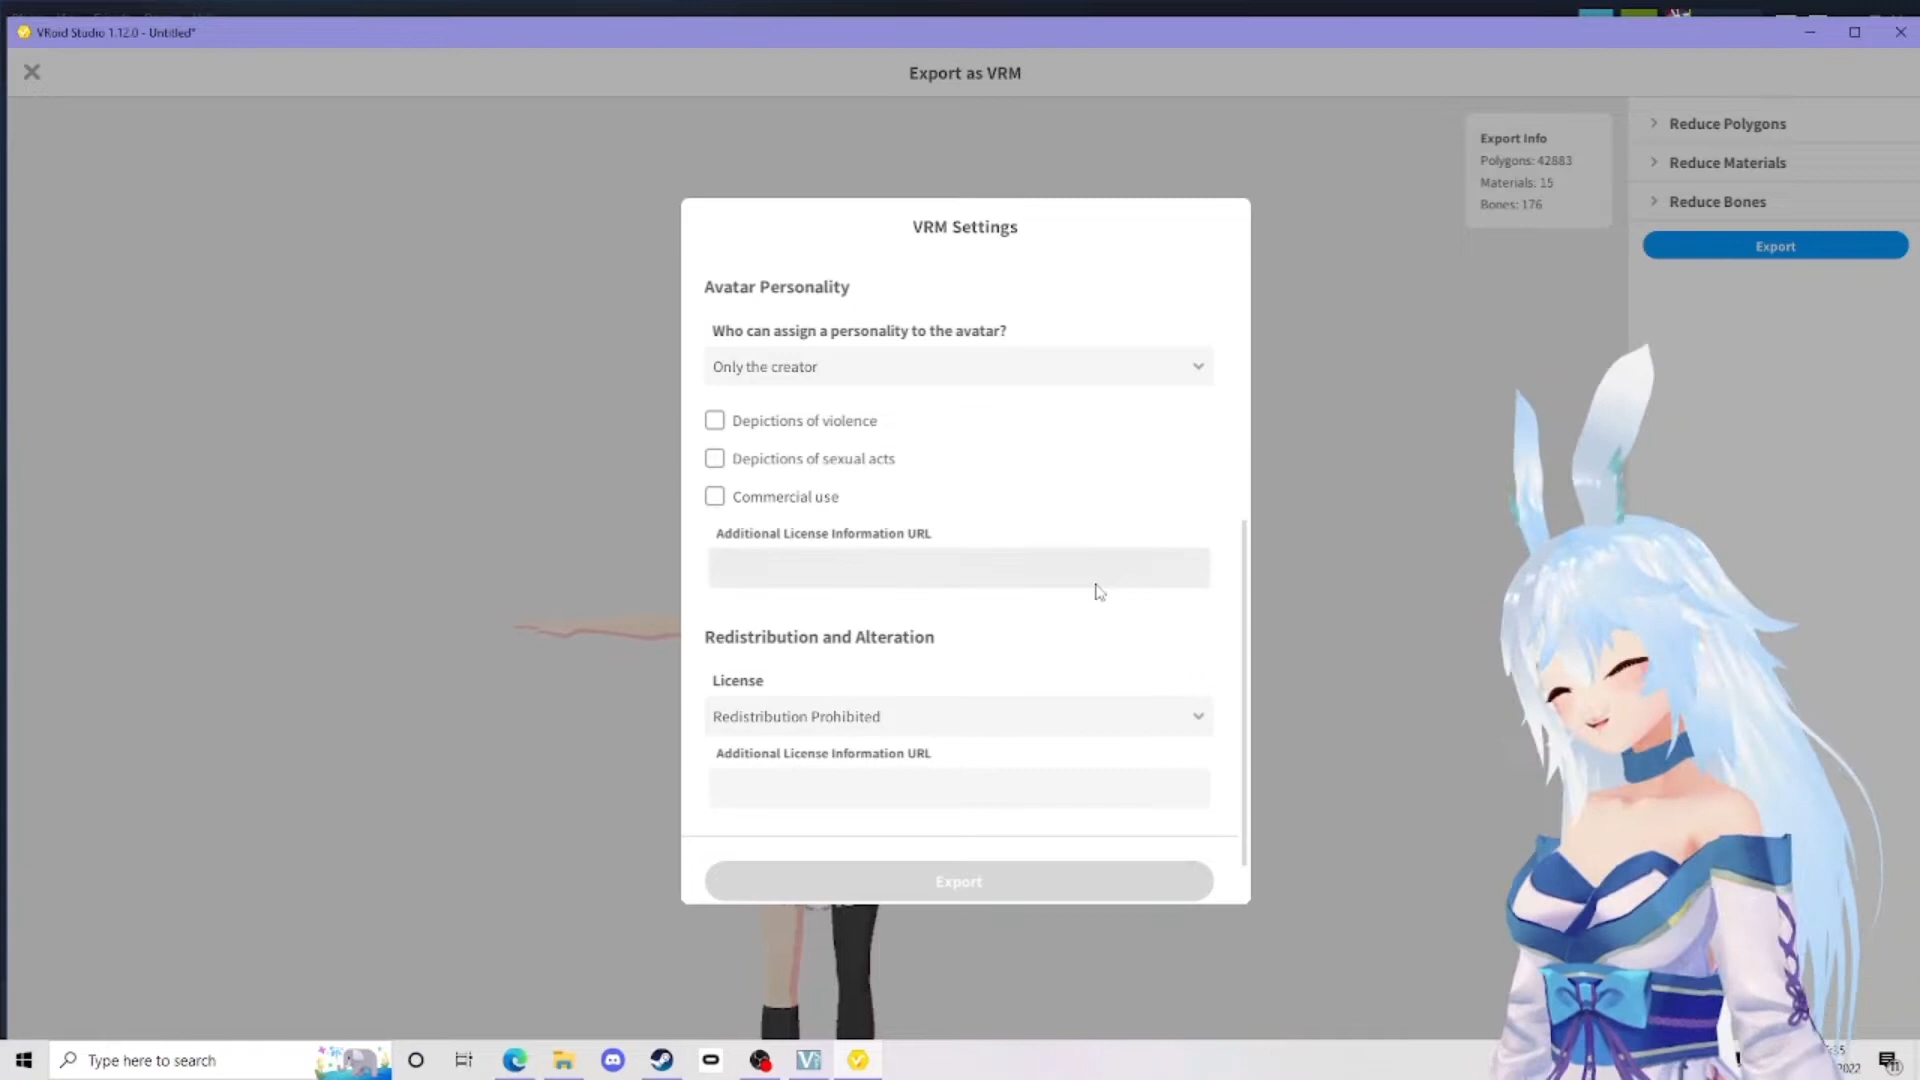 VRoid Studio 1.12.0 - Untitled*
Export as VRM
Export Info
Polygons: 42883
Materials: 15
Bones: 176
Reduce Polygons
Reduce Materials
Reduce Bones
Export
VRM Settings
Avatar Personality
Who can assign a personality to the avatar?
Only the creator
Depictions of violence
Depictions of sexual acts
Commercial use
Additional License Information URL
Redistribution and Alteration
License
Redistribution Prohibited
Additional License Information URL
Export
Type here to search
2022